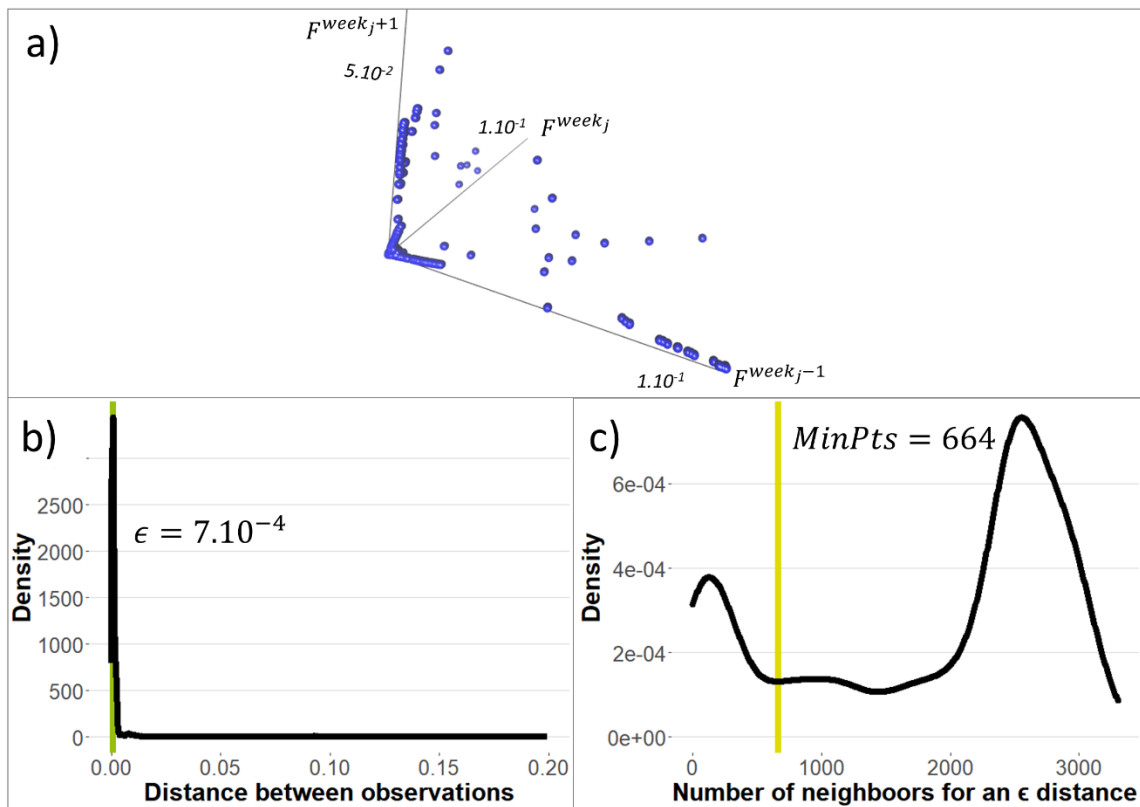 a)
F^{week_j+1}
5.10⁻²
1.10⁻¹
F^{week_j}
1.10⁻¹
F^{week_j−1}
b)
ϵ = 7.10⁻⁴
Density
2500
2000
1500
1000
500
0
0.00 0.05 0.10 0.15 0.20
Distance between observations
c)
MinPts = 664
Density
6e-04
4e-04
2e-04
0e+00
0 1000 2000 3000
Number of neighboors for an ϵ distance